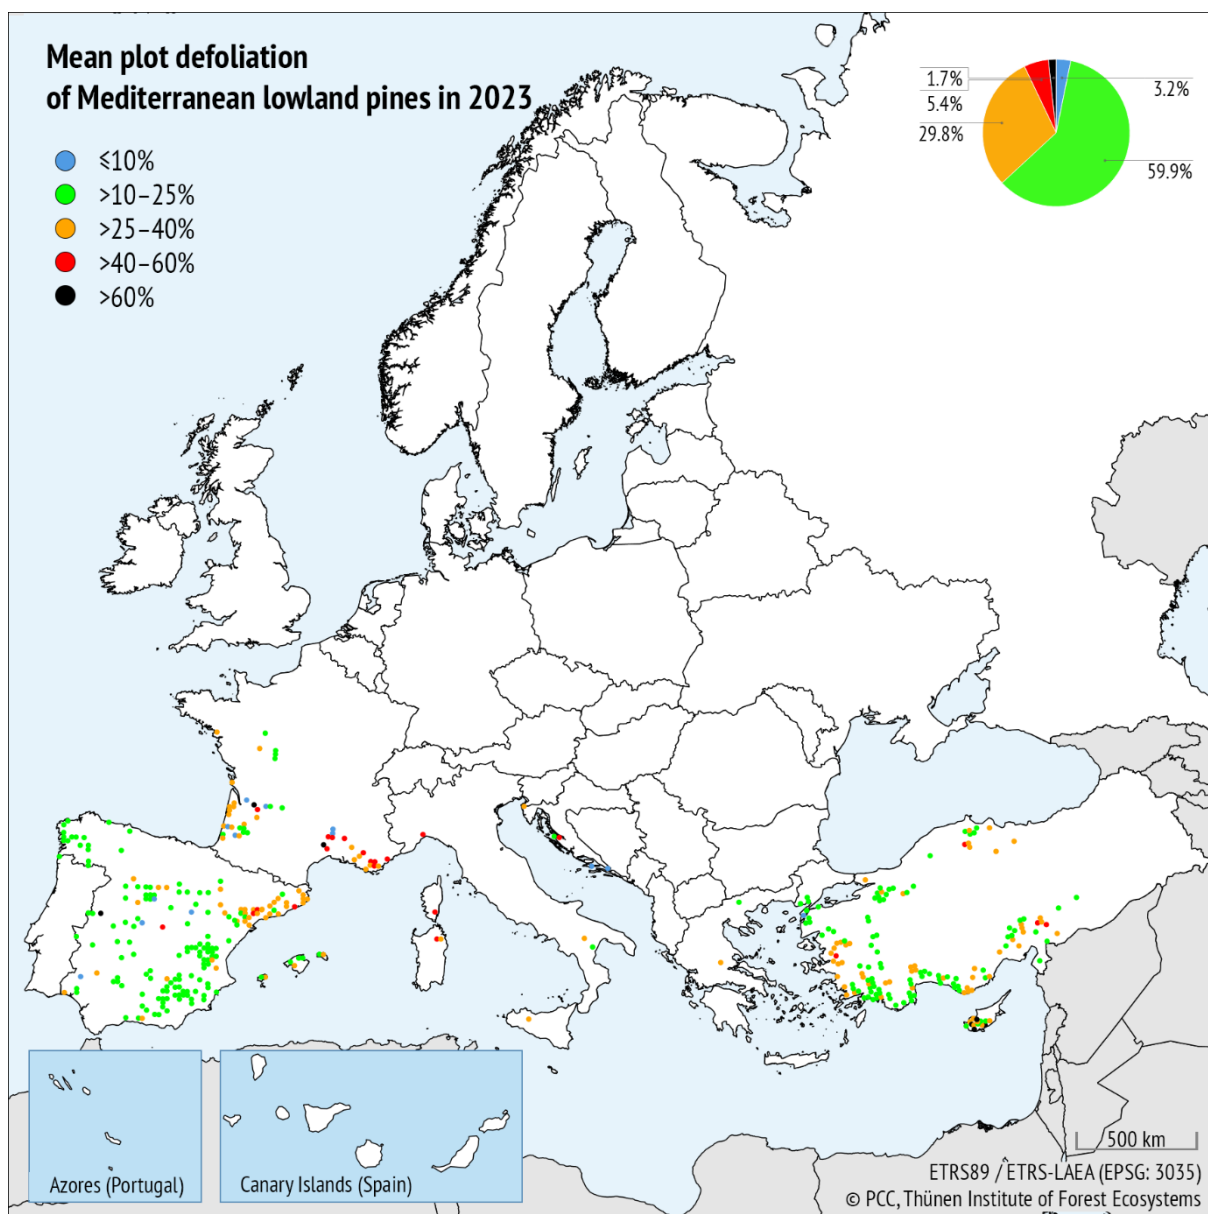 Mean plot defoliation
of Mediterranean lowland pines in 2023
≤10%
>10–25%
>25–40%
>40–60%
>60%
1.7%
3.2%
5.4%
29.8%
59.9%
Azores (Portugal)
Canary Islands (Spain)
500 km
ETRS89 / ETRS-LAEA (EPSG: 3035)
© PCC, Thünen Institute of Forest Ecosystems